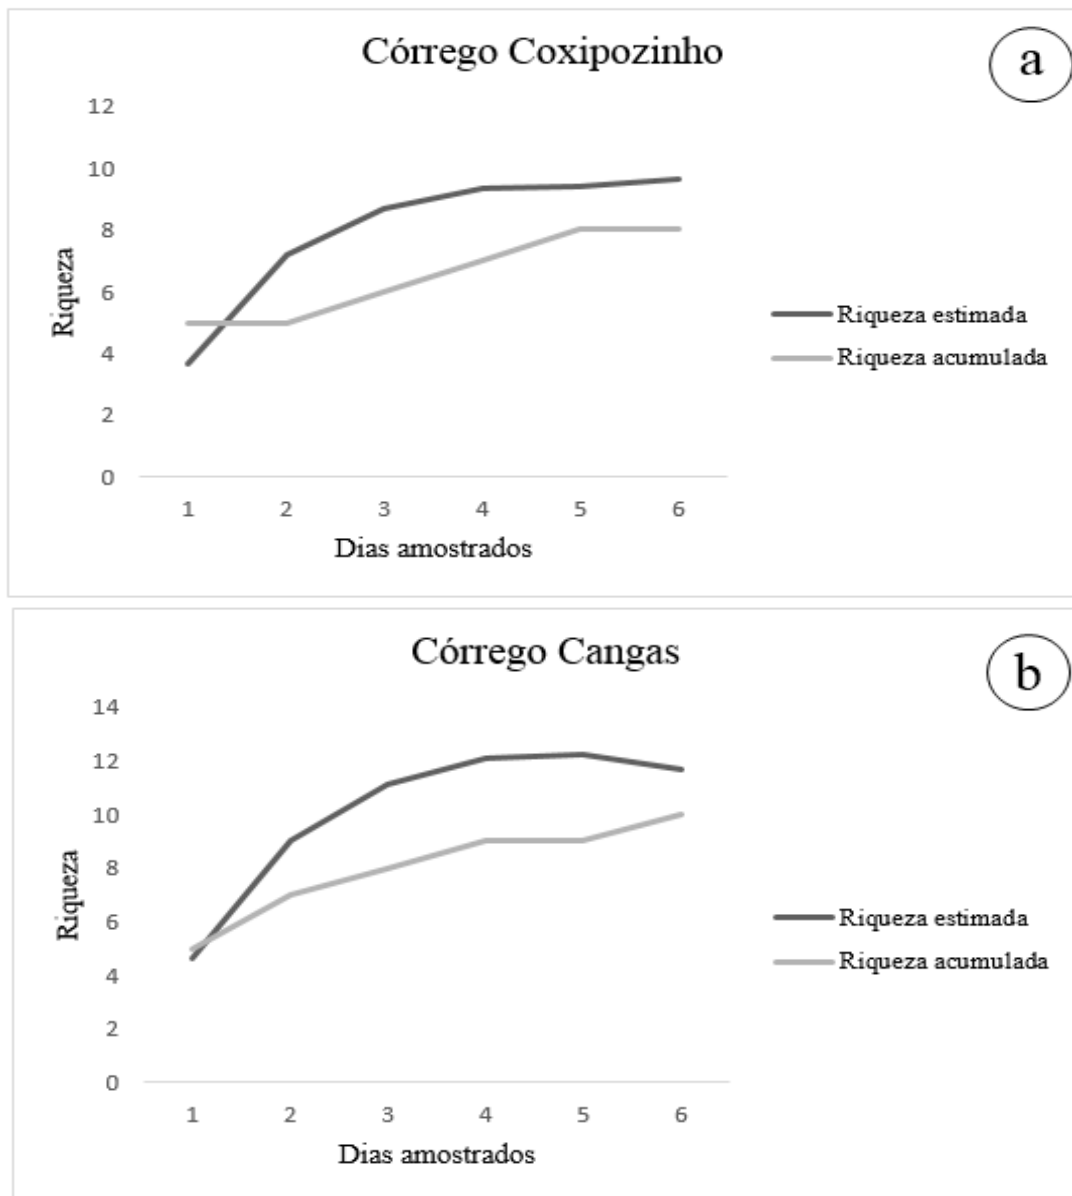 Córrego Coxipozinho
a
12
10
8
6
4
2
0
Riqueza
1 2 3 4 5 6
Dias amostrados
Riqueza estimada
Riqueza acumulada
Córrego Cangas
b
14
12
10
8
6
4
2
0
Riqueza
1 2 3 4 5 6
Dias amostrados
Riqueza estimada
Riqueza acumulada